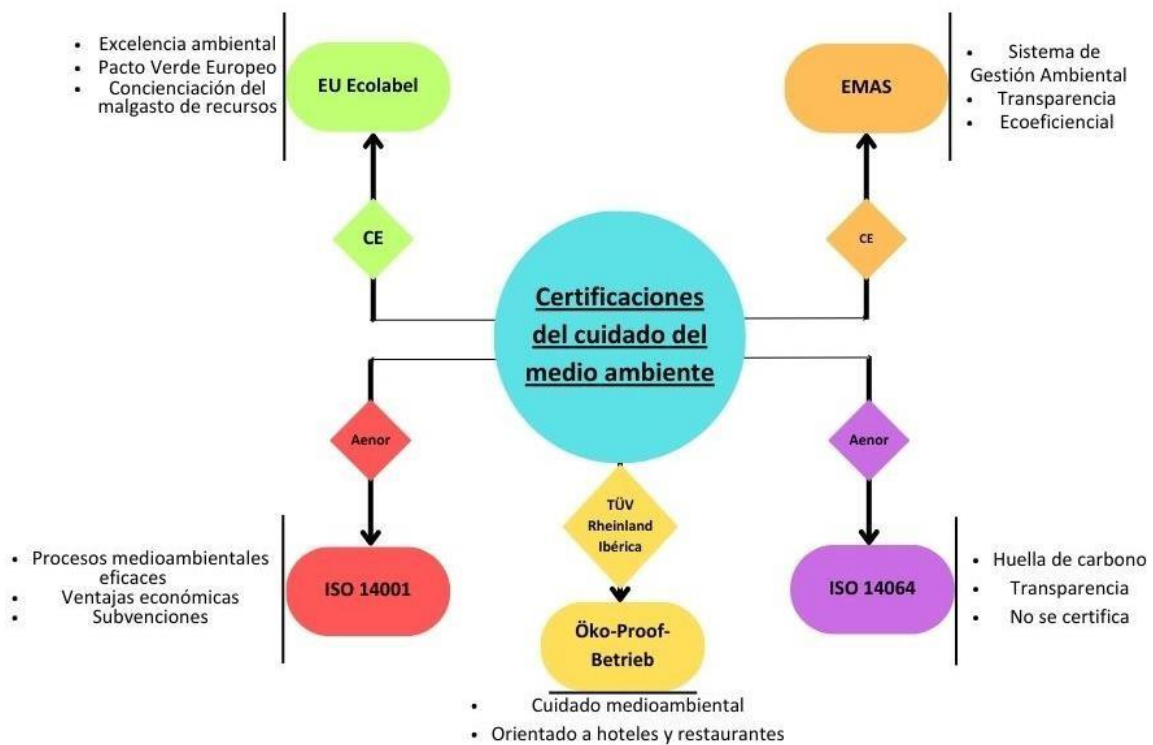 • Excelencia ambiental
• Pacto Verde Europeo
• Concienciación del
malgasto de recursos
EU Ecolabel
CE
EMAS
• Sistema de
Gestión Ambiental
• Transparencia
• Ecoeficiencial
CE
Certificaciones
del cuidado del
medio ambiente
Aenor
• Procesos medioambientales
eficaces
• Ventajas económicas
• Subvenciones
ISO 14001
TÜV
Rheinland
Ibérica
Öko-Proof-
Betrieb
• Cuidado medioambiental
• Orientado a hoteles y restaurantes
Aenor
ISO 14064
• Huella de carbono
• Transparencia
• No se certifica